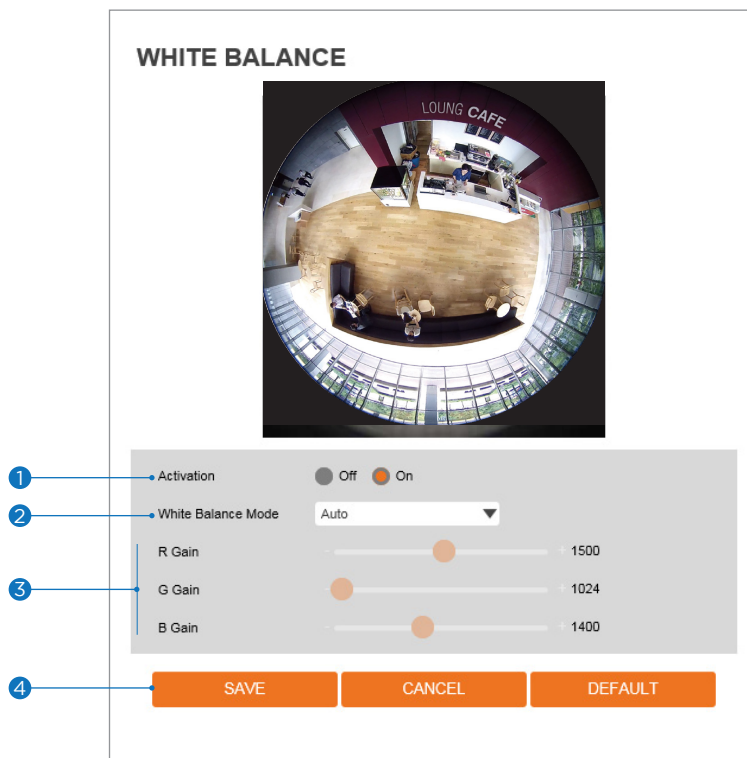 WHITE BALANCE
LOUNG CAFE
1 Activation Off On
2 White Balance Mode Auto
R Gain - + 1500
3 G Gain - + 1024
B Gain - + 1400
4 SAVE CANCEL DEFAULT